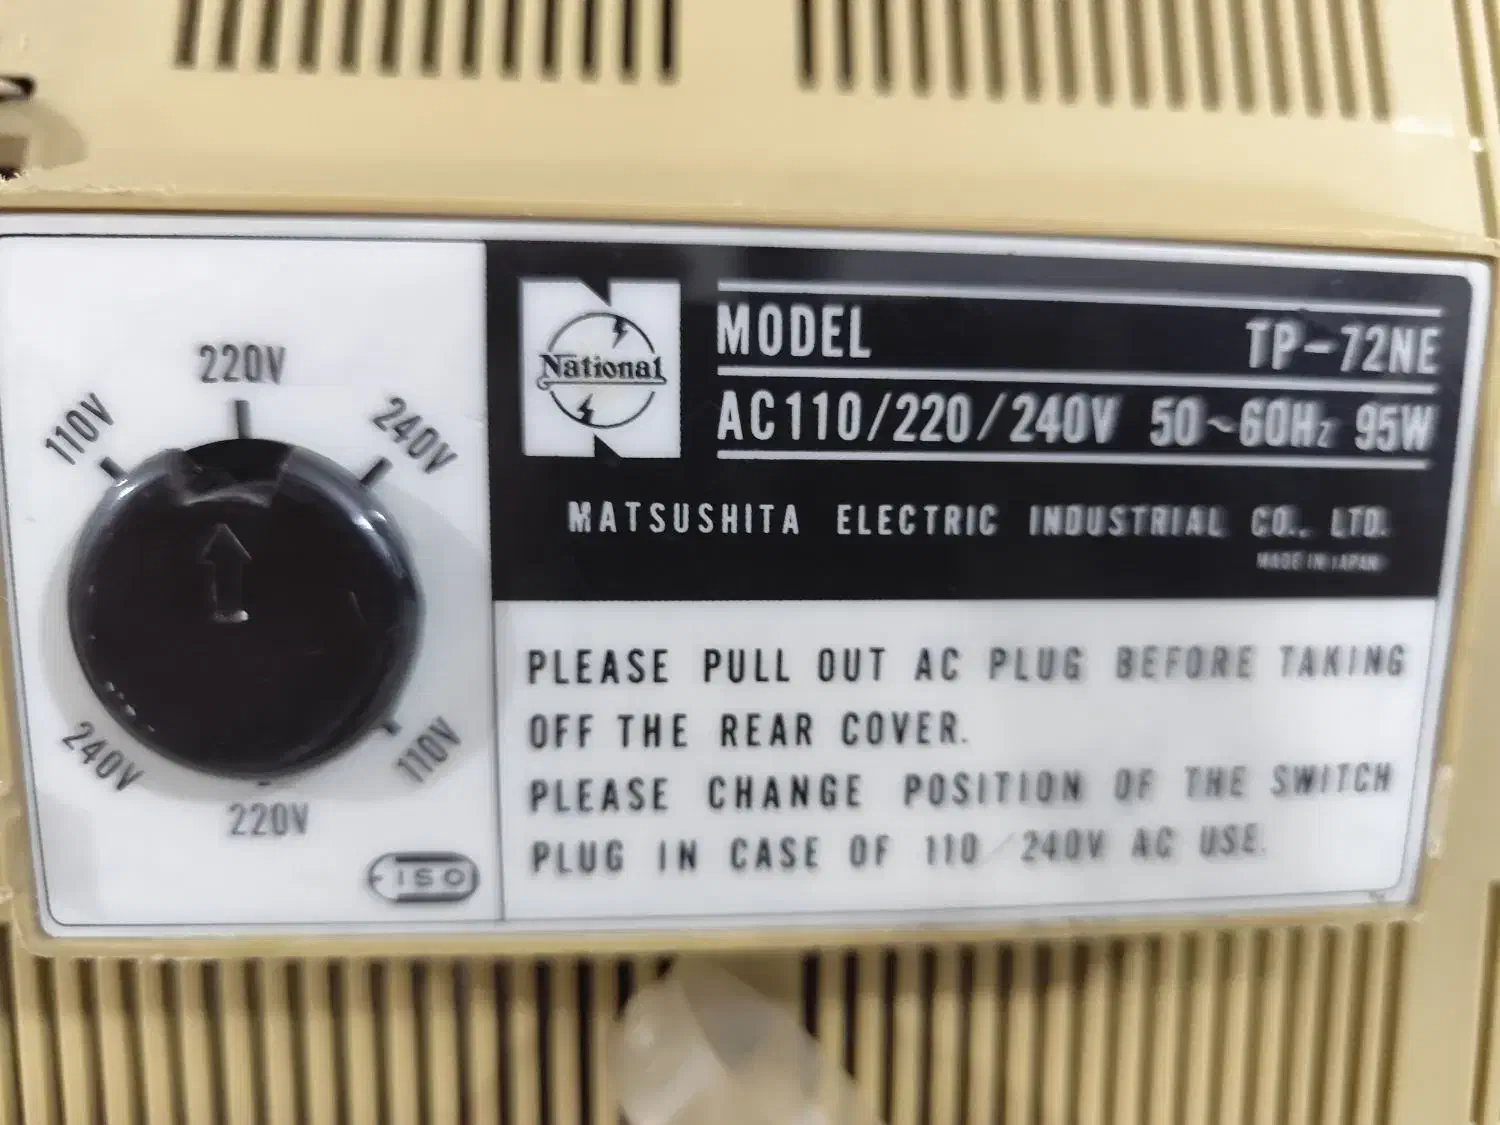 110V
220V
240V
240V
220V
110V
ISO
National
MODEL TP-72NE
AC110/220/240V 50~60Hz 95W
MATSUSHITA ELECTRIC INDUSTRIAL CO., LTD.
MADE IN JAPAN
PLEASE PULL OUT AC PLUG BEFORE TAKING
OFF THE REAR COVER.
PLEASE CHANGE POSITION OF THE SWITCH
PLUG IN CASE OF 110/240V AC USE.